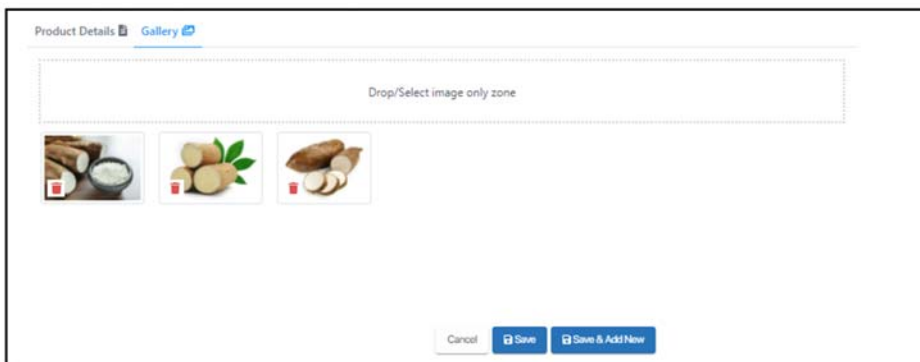 Product Details Gallery
Drop/Select image only zone
Cancel Save Save & Add New